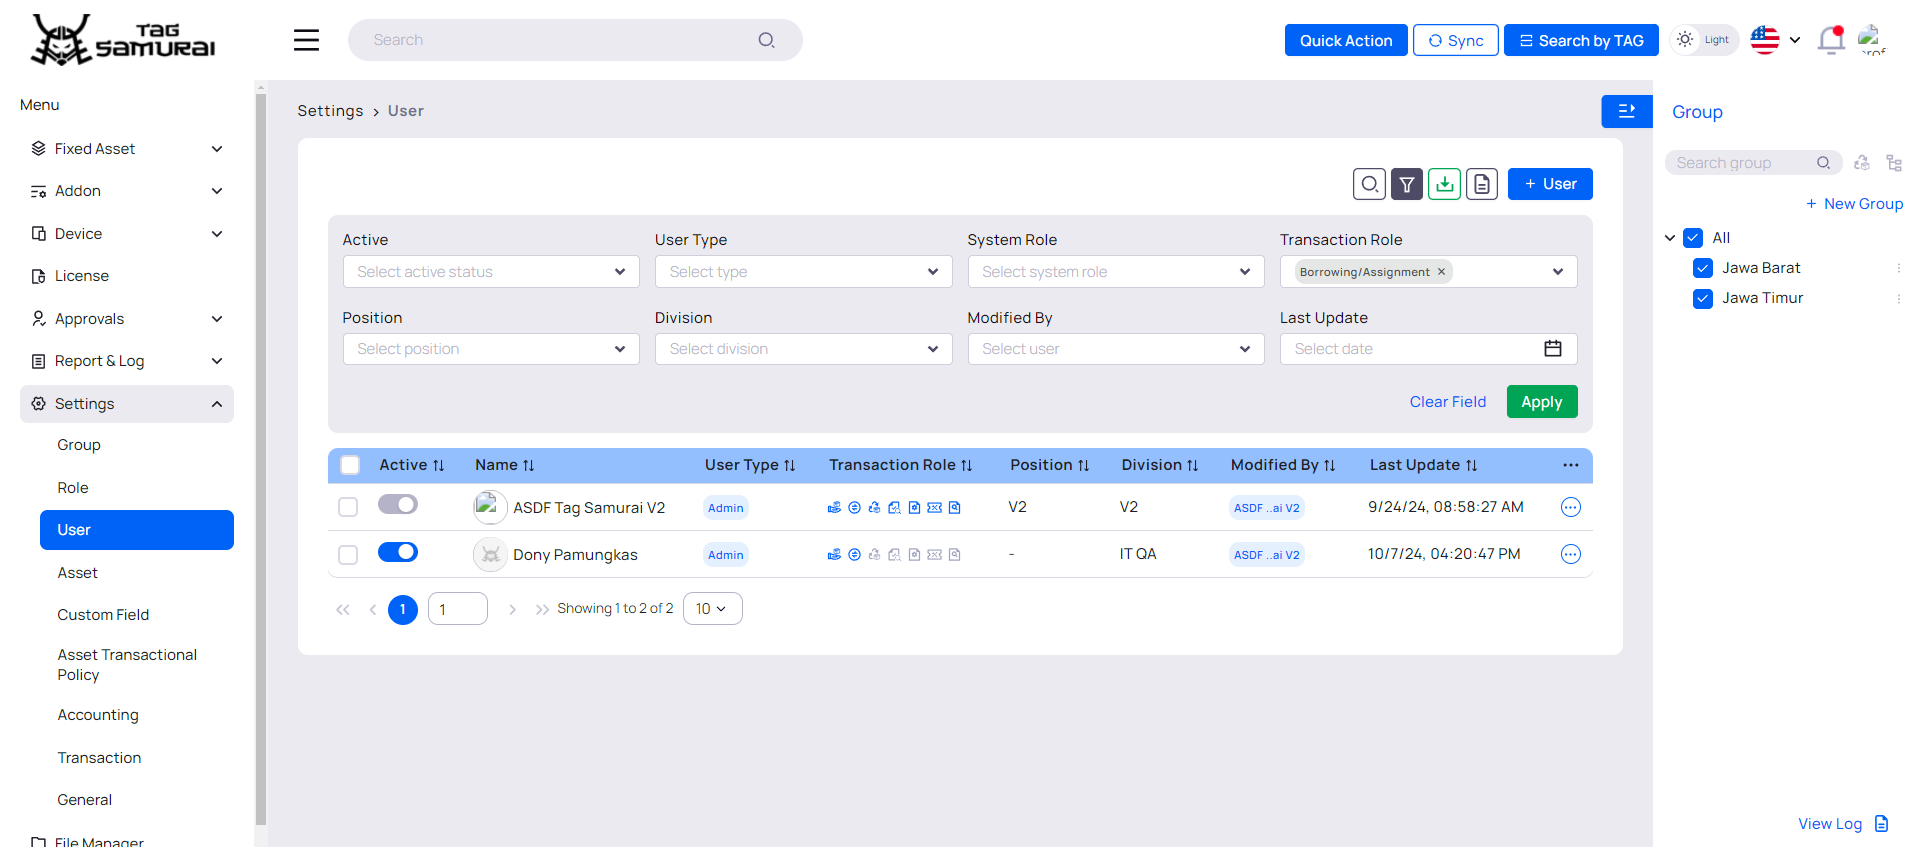 TAG SAMURAI
Search
Quick Action
Sync
Search by TAG
Light
Menu
Fixed Asset
Addon
Device
License
Approvals
Report & Log
Settings
Group
Role
User
Asset
Custom Field
Asset Transactional
Policy
Accounting
Transaction
General
File Manager
Settings > User
+ User
Active
Select active status
User Type
Select type
System Role
Select system role
Transaction Role
Borrowing/Assignment ×
Position
Select position
Division
Select division
Modified By
Select user
Last Update
Select date
Clear Field
Apply
Active Name User Type Transaction Role Position Division Modified By Last Update
ASDF Tag Samurai V2 Admin V2 V2 ASDF ..ai V2 9/24/24, 08:58:27 AM
Dony Pamungkas Admin - IT QA ASDF ..ai V2 10/7/24, 04:20:47 PM
1 1 Showing 1 to 2 of 2 10
Group
Search group
+ New Group
All
Jawa Barat
Jawa Timur
View Log